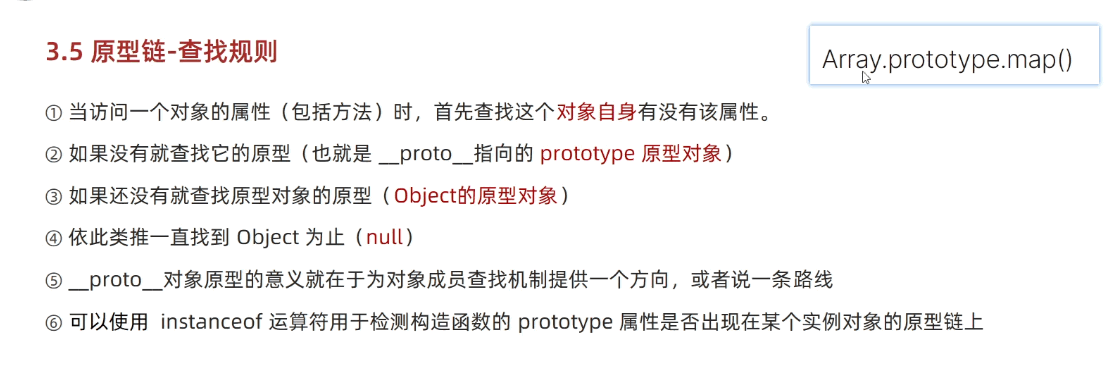 3.5 原型链-查找规则
Array.prototype.map()
① 当访问一个对象的属性（包括方法）时，首先查找这个对象自身有没有该属性。
② 如果没有就查找它的原型（也就是 __proto__指向的 prototype 原型对象）
③ 如果还没有就查找原型对象的原型（Object的原型对象）
④ 依此类推一直找到 Object 为止（null）
⑤ __proto__对象原型的意义就在于为对象成员查找机制提供一个方向，或者说一条路线
⑥ 可以使用 instanceof 运算符用于检测构造函数的 prototype 属性是否出现在某个实例对象的原型链上